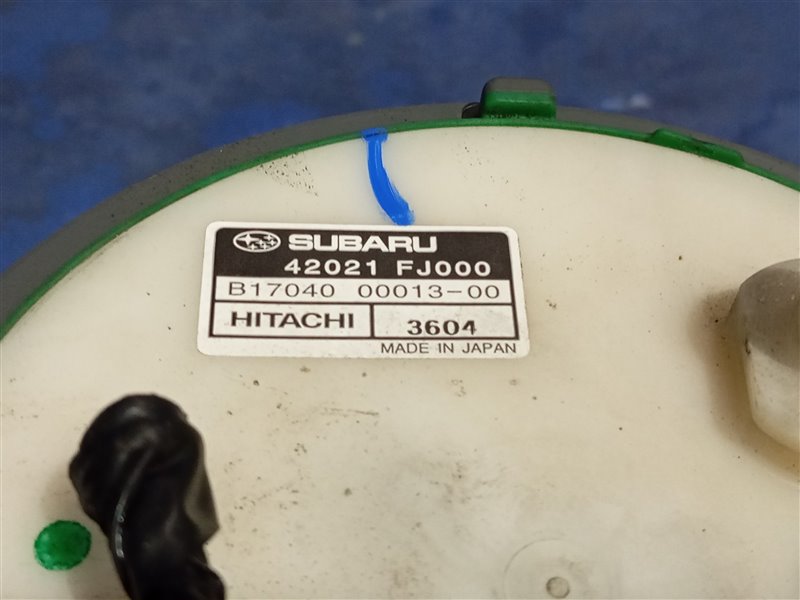 SUBARU
42021 FJ000
B17040 00013-00
HITACHI 3604
MADE IN JAPAN